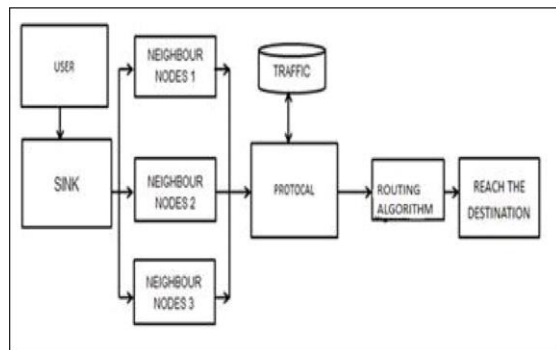 USER
SINK
NEIGHBOUR
NODES 1
NEIGHBOUR
NODES 2
NEIGHBOUR
NODES 3
TRAFFIC
PROTOCAL
ROUTING
ALGORITHM
REACH THE
DESTINATION